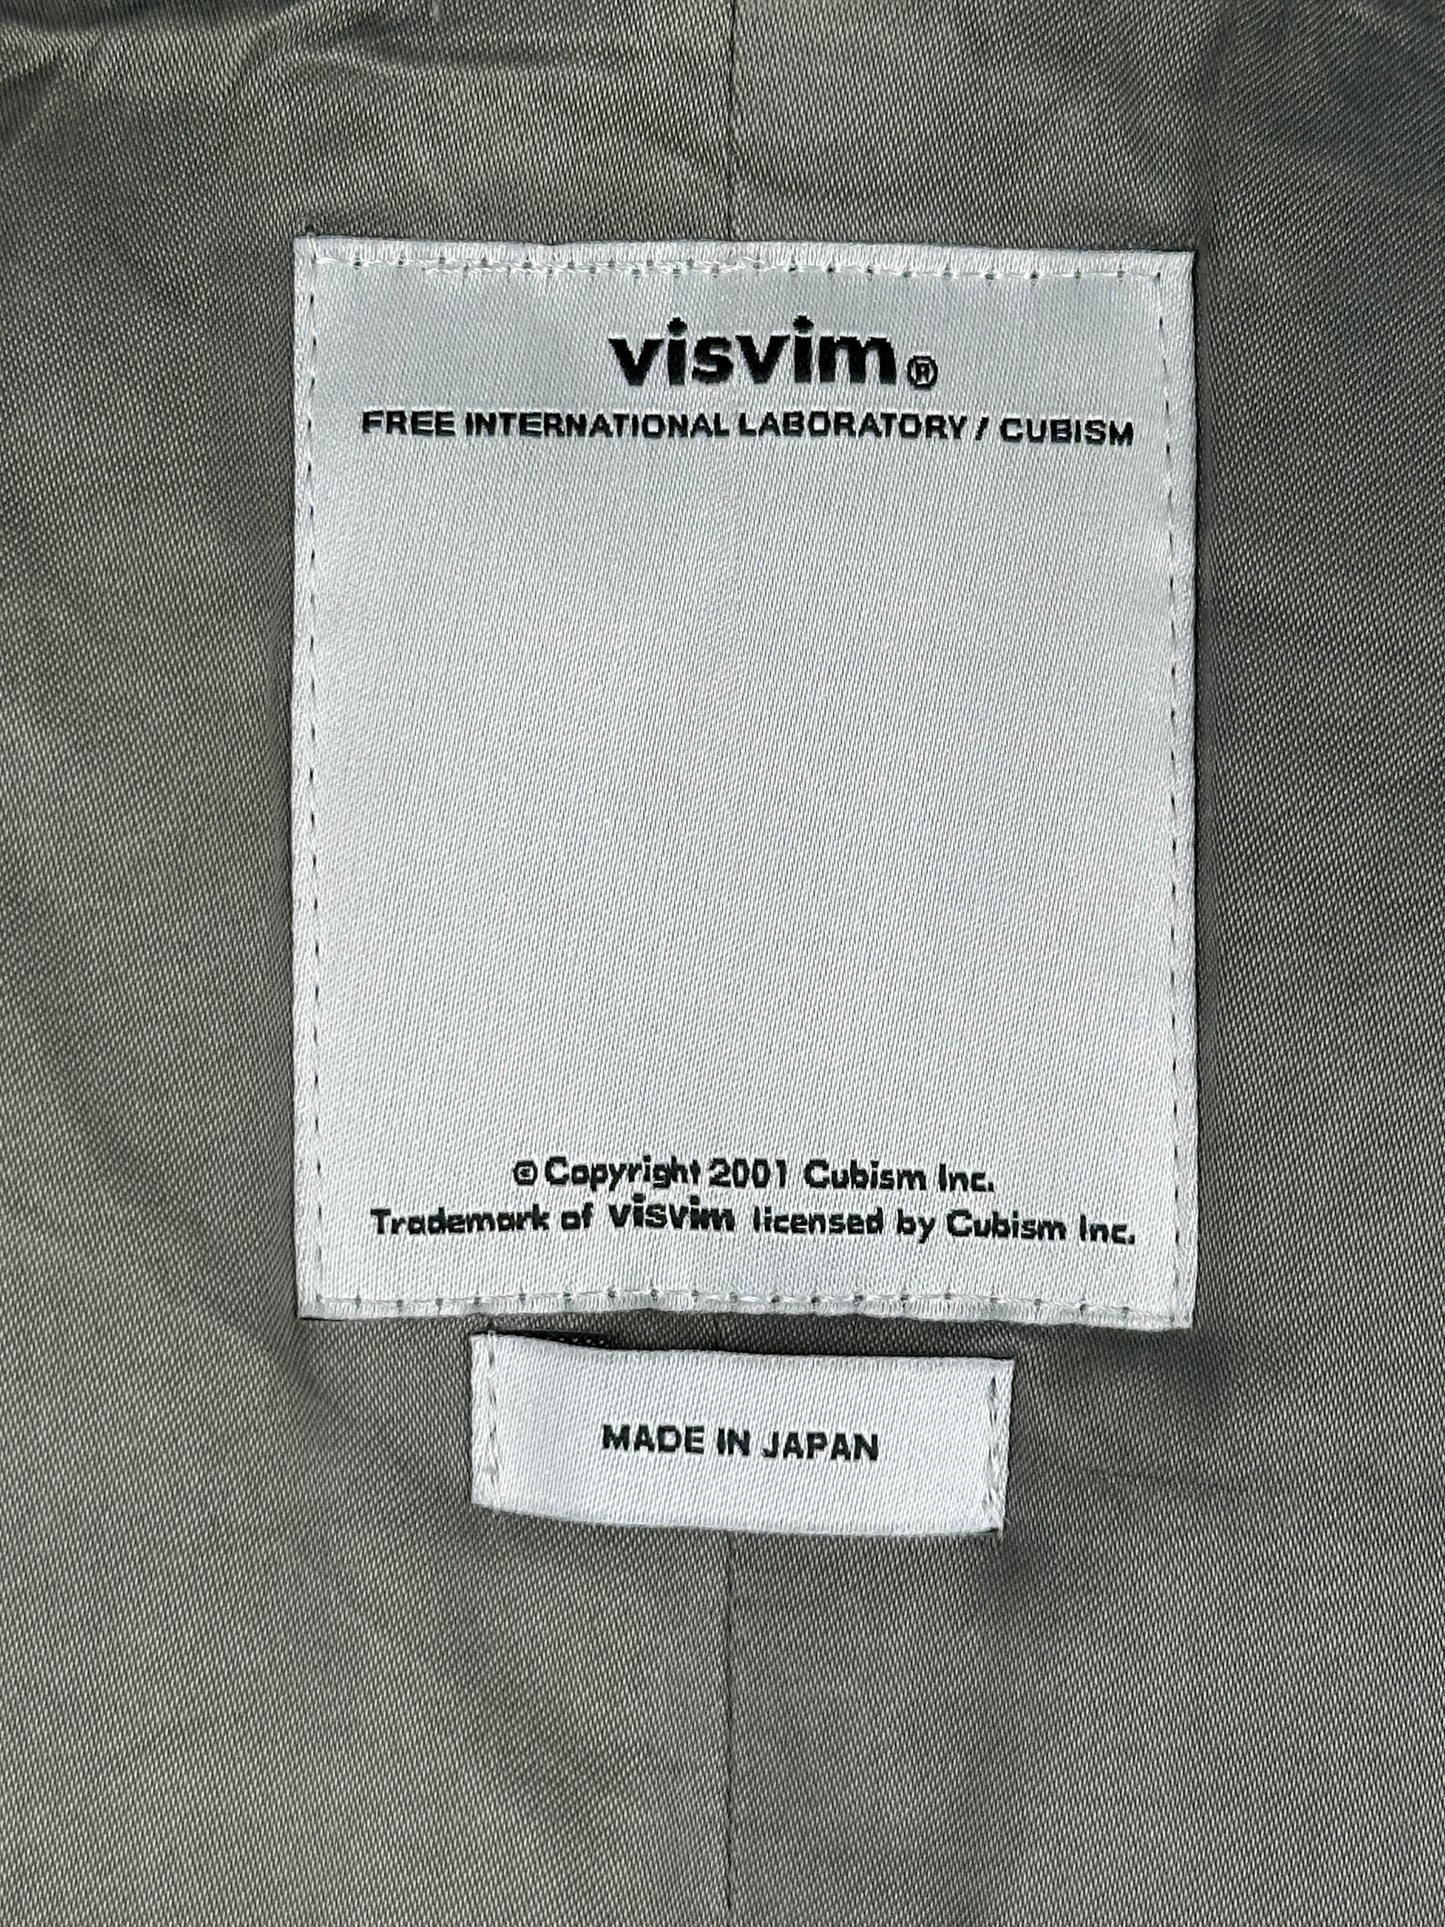 visvim®
FREE INTERNATIONAL LABORATORY / CUBISM
© Copyright 2001 Cubism Inc.
Trademark of visvim licensed by Cubism Inc.
MADE IN JAPAN